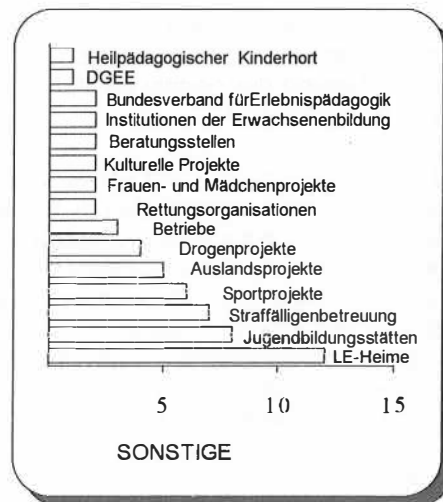 Heilpädagogischer Kinderhort
DGEE
Bundesverband fürErlebnispädagogik
Institutionen der Erwachsenenbildung
Beratungsstellen
Kulturelle Projekte
Frauen- und Mädchenprojekte
Rettungsorganisationen
Betriebe
Drogenprojekte
Auslandsprojekte
Sportprojekte
Straffälligenbetreuung
Jugendbildungsstätten
LE-Heime
5 10 15
SONSTIGE